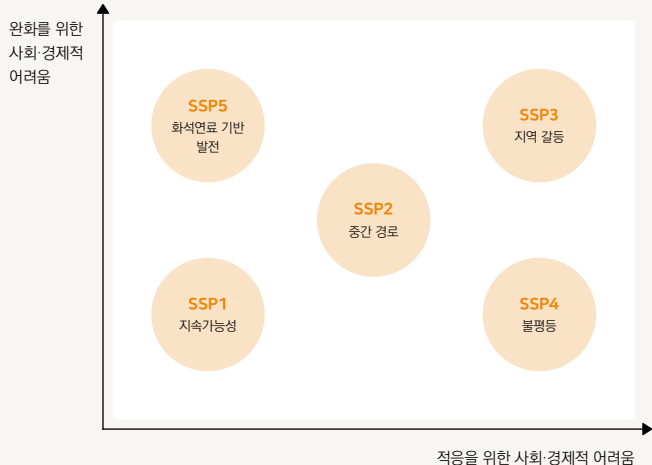 완화를 위한
사회·경제적
어려움
SSP5
화석연료 기반
발전
SSP3
지역 갈등
SSP2
중간 경로
SSP1
지속가능성
SSP4
불평등
적응을 위한 사회·경제적 어려움